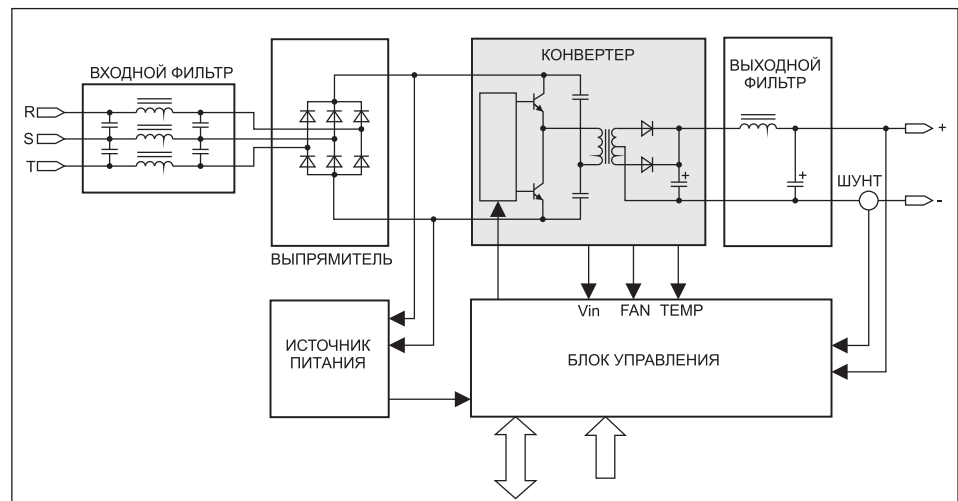 КОНВЕРТЕР
ВХОДНОЙ ФИЛЬТР
ВЫХОДНОЙ
ФИЛЬТР
R
S
T
+
+
+
-
ШУНТ
ВЫПРЯМИТЕЛЬ
Vin FAN TEMP
ИСТОЧНИК
ПИТАНИЯ
БЛОК УПРАВЛЕНИЯ